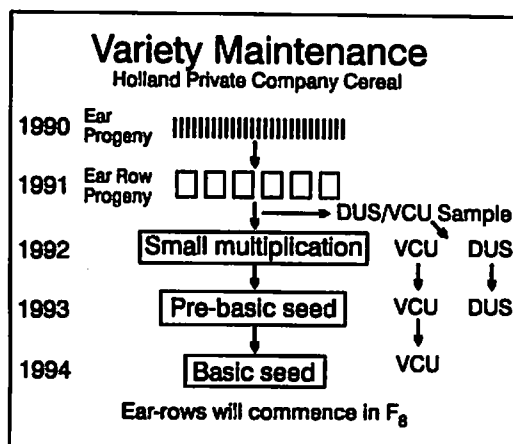 Variety Maintenance
Holland Private Company Cereal
1990 Ear Progeny
1991 Ear Row Progeny
DUS/VCU Sample
1992 Small multiplication VCU DUS
1993 Pre-basic seed VCU DUS
1994 Basic seed VCU
Ear-rows will commence in F₈